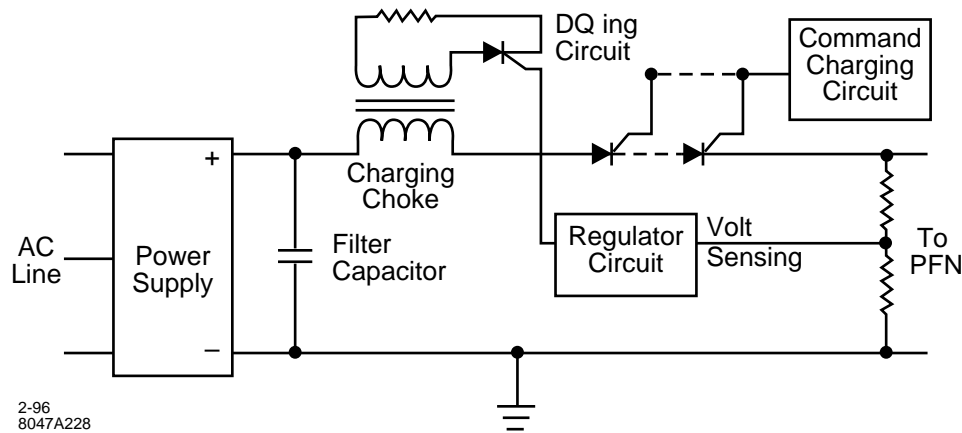 DQ ing
Circuit
Command
Charging
Circuit
+
Charging
Choke
AC
Line
Power
Supply
Filter
Capacitor
Regulator
Circuit
Volt
Sensing
To
PFN
–
2-96
8047A228